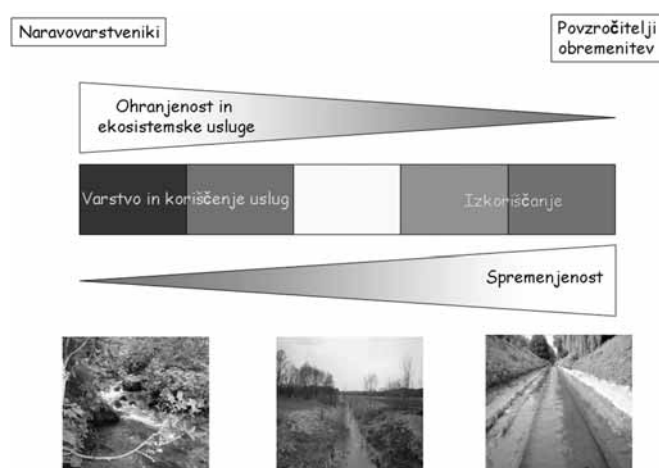 Naravovarstveniki
Povzročitelji
obremenitev
Ohranjenost in
ekosistemske usluge
Varstvo in koriščenje uslug
Izkoriščanje
Spremenjenost